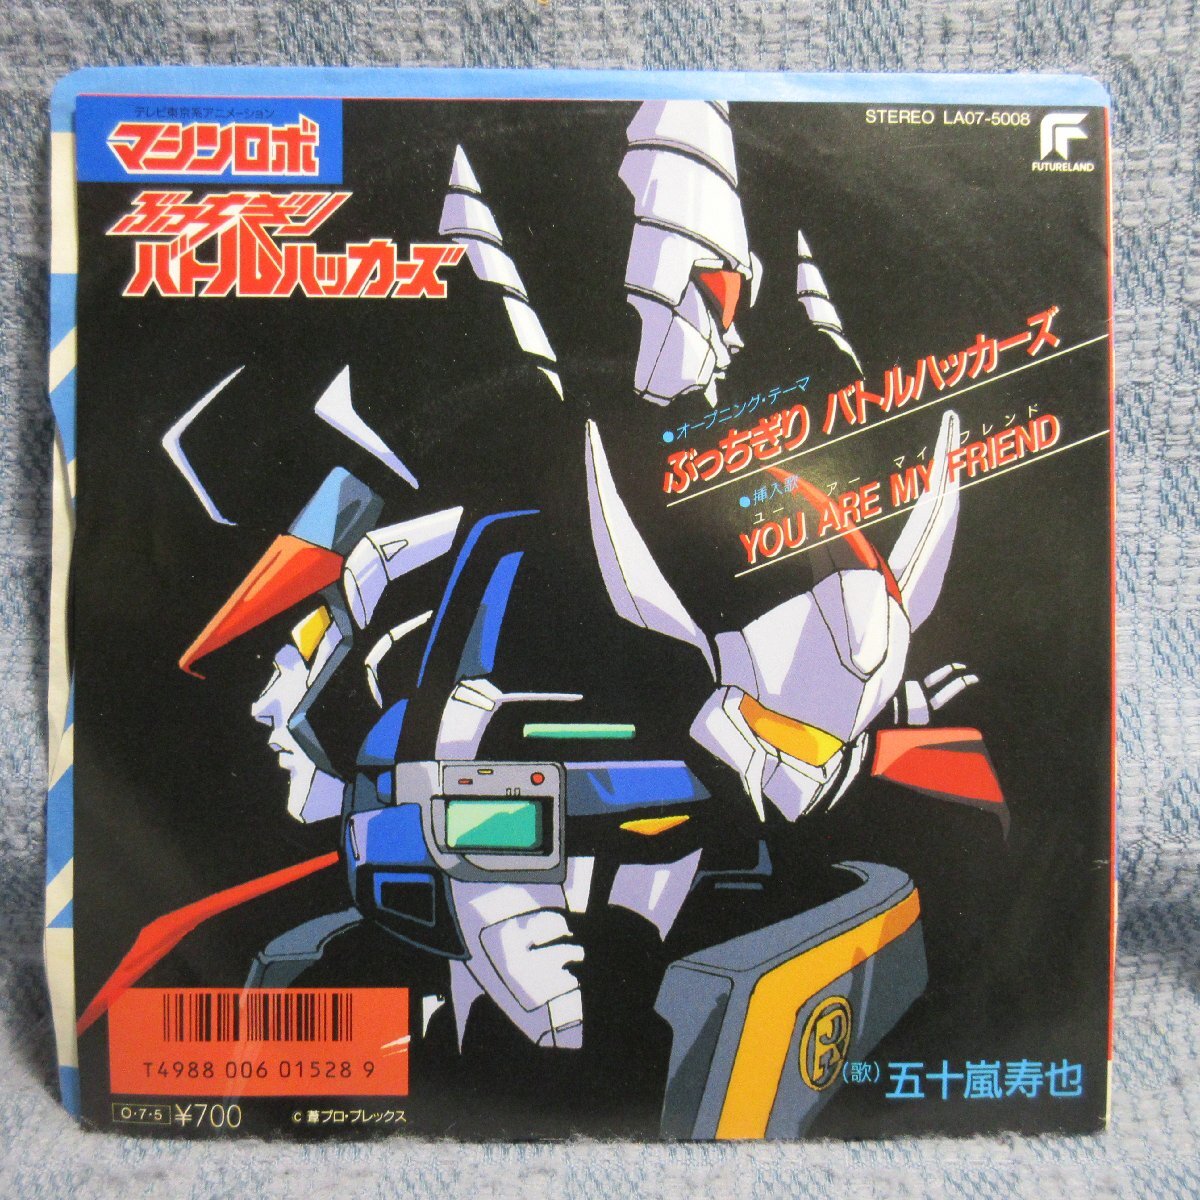 テレビ東京系アニメーション
マシンロボ
ぶっちぎり
バトルハッカーズ
STEREO LA07-5008
FUTURELAND
●オープニング・テーマ
ぶっちぎり バトルハッカーズ
●挿入歌
ユー アー マイ フレンド
YOU ARE MY FRIEND
T4988 006 01528 9
0・7・5 ¥700
C 葦プロ・プレックス
(歌) 五十嵐寿也